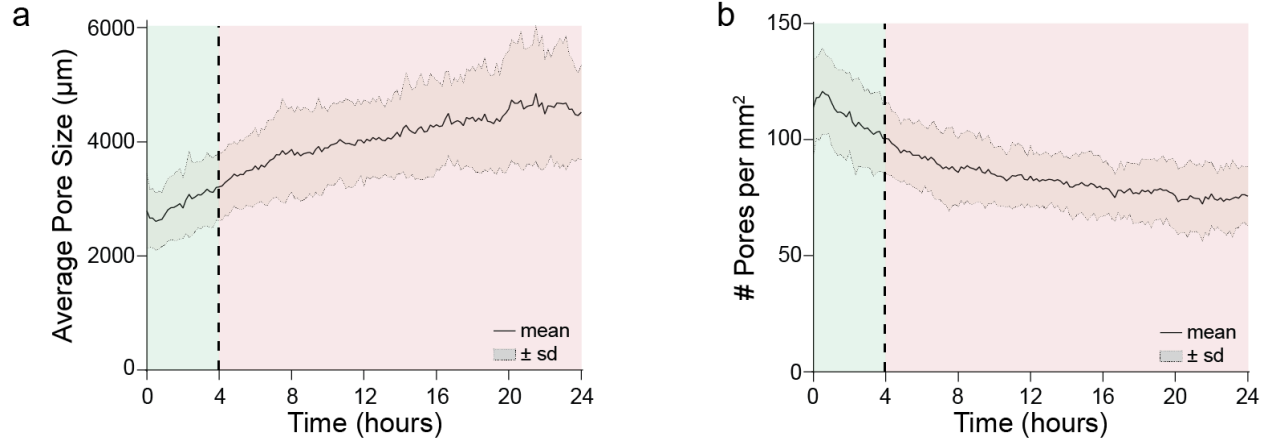 a
Average Pore Size (µm)
6000
4000
2000
0
0 4 8 12 16 20 24
Time (hours)
mean
± sd
b
# Pores per mm²
150
100
50
0
0 4 8 12 16 20 24
Time (hours)
mean
± sd